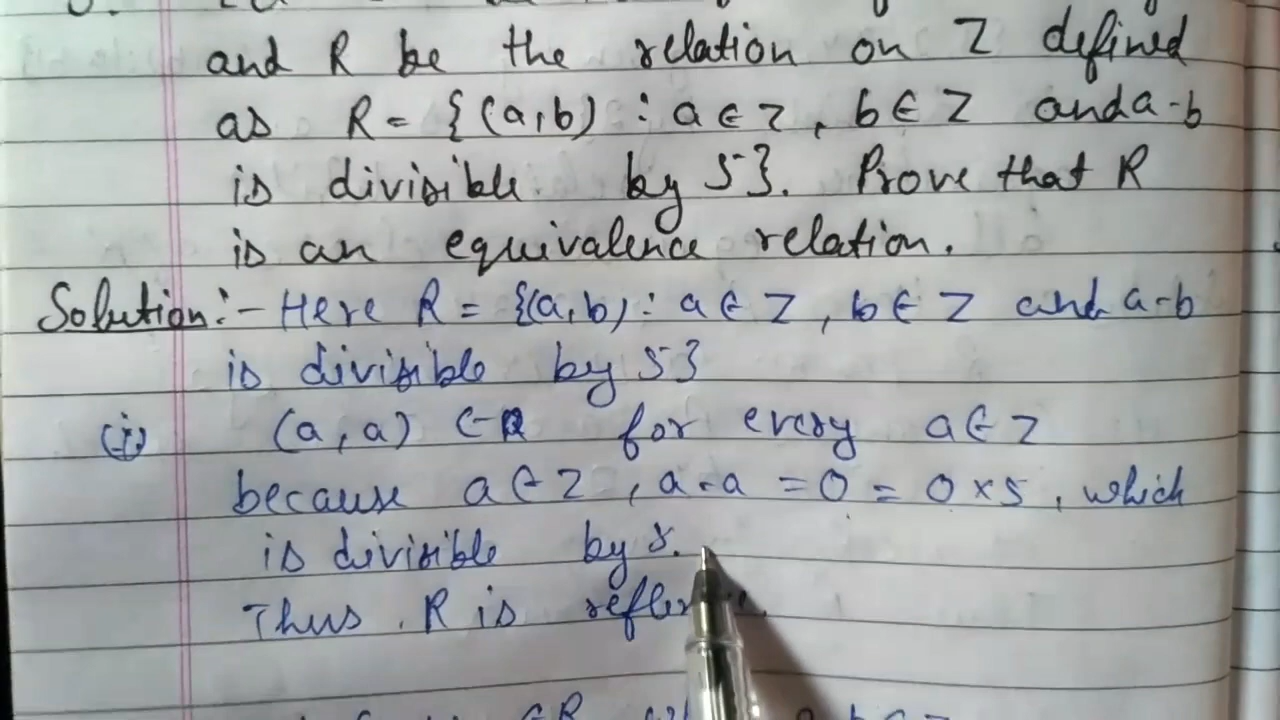 and R be the relation on Z defined
as R = {(a,b) : a ∈ Z, b ∈ Z and a-b
is divisible by 5}. Prove that R
is an equivalence relation.
Solution:- Here R = {(a,b) : a ∈ Z, b ∈ Z and a-b
is divisible by 5}
(i) (a,a) ∈ R for every a ∈ Z
because a ∈ Z, a-a = 0 = 0×5, which
is divisible by 5.
Thus, R is